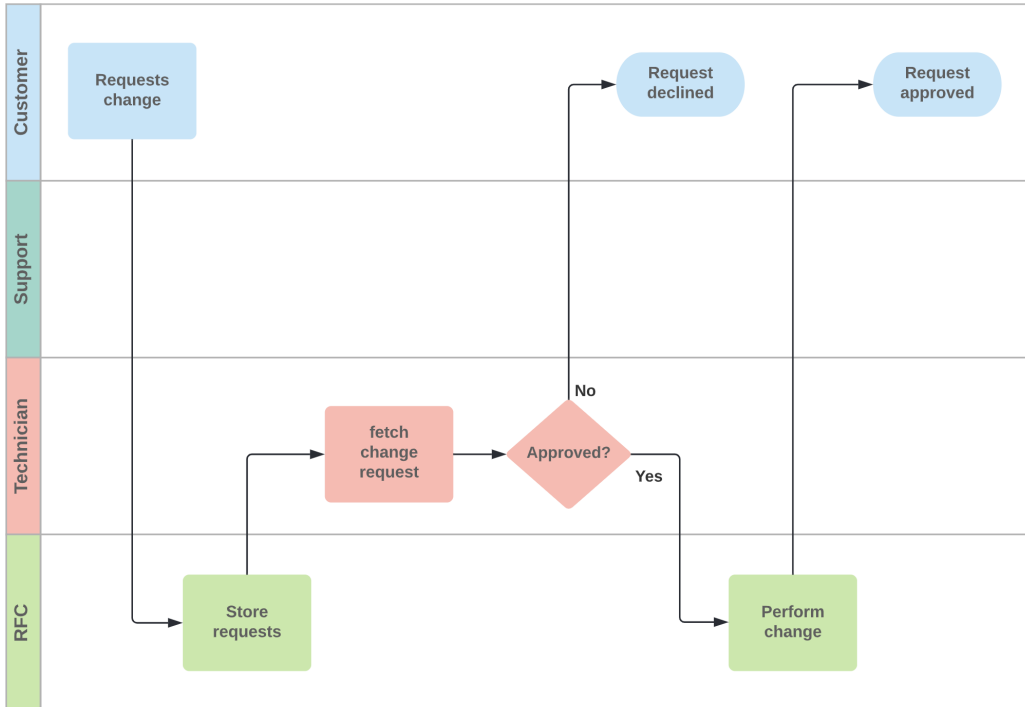 Customer
Requests
change
Request
declined
Request
approved
Support
Technician
fetch
change
request
Approved?
No
Yes
RFC
Store
requests
Perform
change